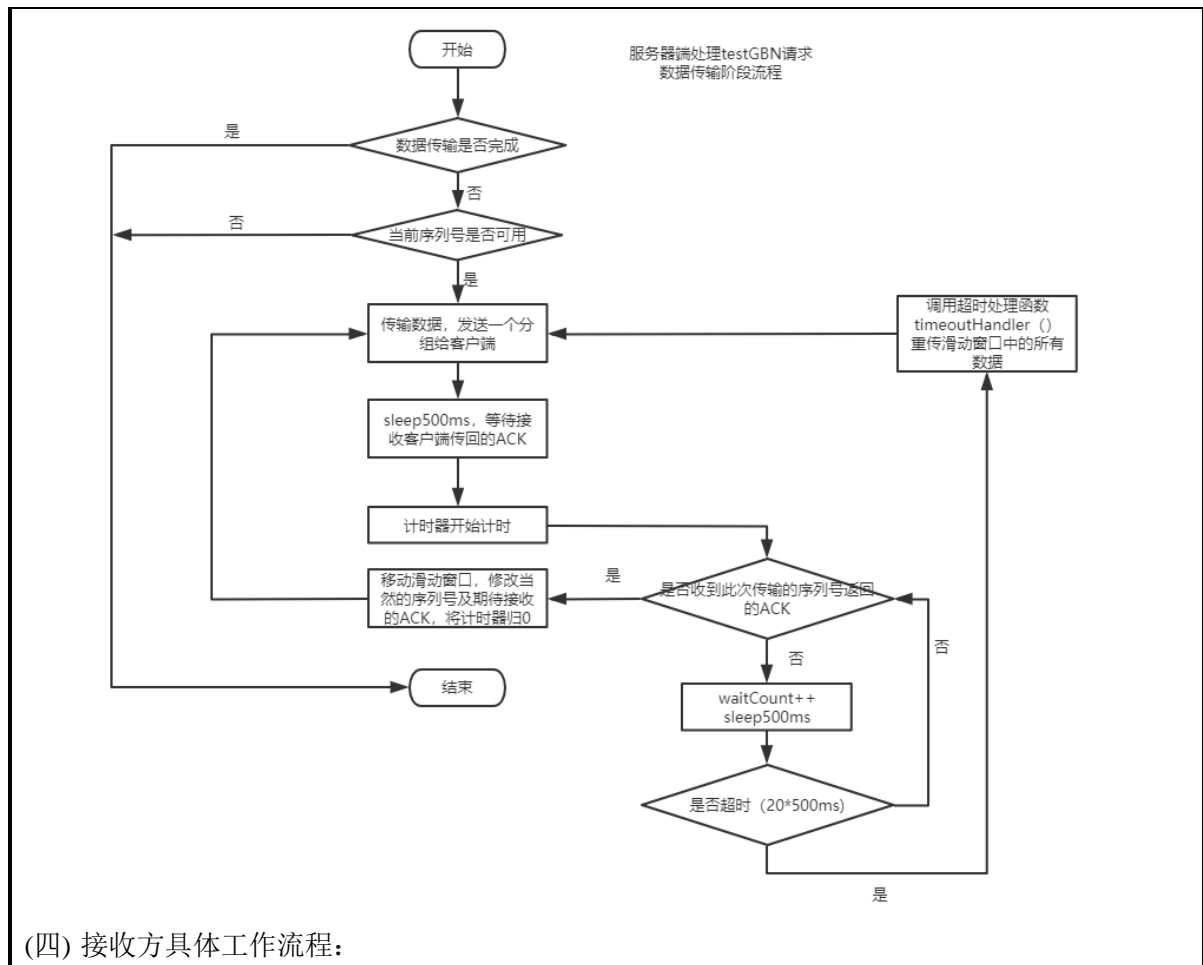 开始
服务器端处理testGBN请求
数据传输阶段流程
是
数据传输是否完成
否
否
当前序列号是否可用
是
传输数据，发送一个分
组给客户端
调用超时处理函数
timeoutHandler（）
重传滑动窗口中的所有
数据
sleep500ms，等待接
收客户端传回的ACK
计时器开始计时
移动滑动窗口，修改当
然的序列号及期待接收
的ACK，将计时器归0
是
是否收到此次传输的序列号返回
的ACK
否
否
结束
waitCount++
sleep500ms
是否超时（20*500ms)
是
(四) 接收方具体工作流程：